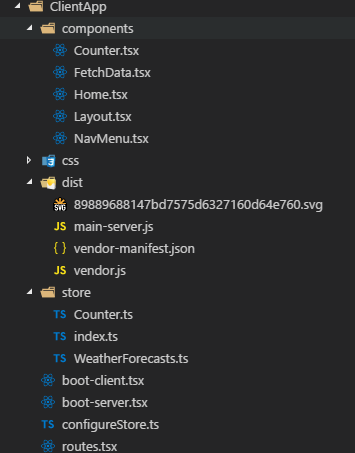 ClientApp
components
Counter.tsx
FetchData.tsx
Home.tsx
Layout.tsx
NavMenu.tsx
css
dist
SVG 89889688147bd7575d6327160d64e760.svg
JS main-server.js
{ } vendor-manifest.json
JS vendor.js
store
TS Counter.ts
TS index.ts
TS WeatherForecasts.ts
boot-client.tsx
boot-server.tsx
TS configureStore.ts
routes.tsx